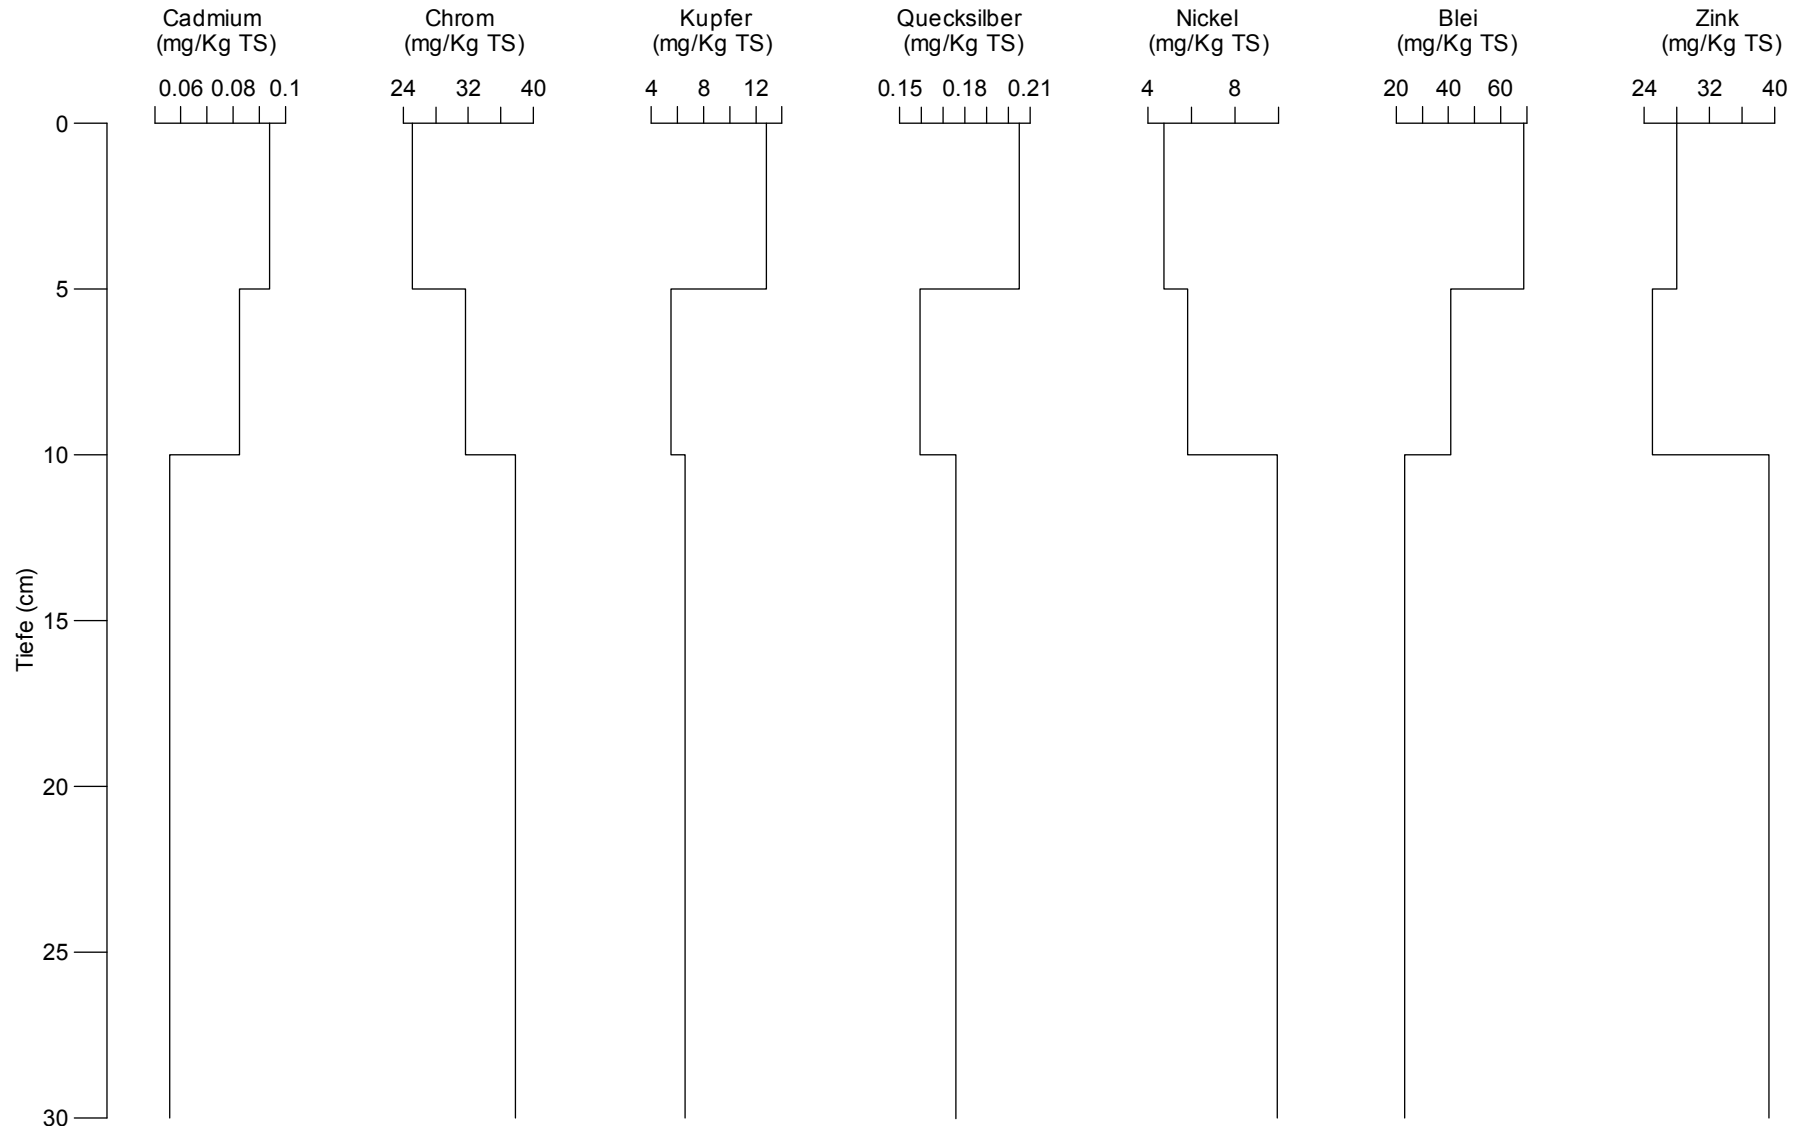 Cadmium
(mg/Kg TS)
Chrom
(mg/Kg TS)
Kupfer
(mg/Kg TS)
Quecksilber
(mg/Kg TS)
Nickel
(mg/Kg TS)
Blei
(mg/Kg TS)
Zink
(mg/Kg TS)
0.06 0.08 0.1
24 32 40
4 8 12
0.15 0.18 0.21
4 8
20 40 60
24 32 40
0
5
10
15
20
25
30
Tiefe (cm)